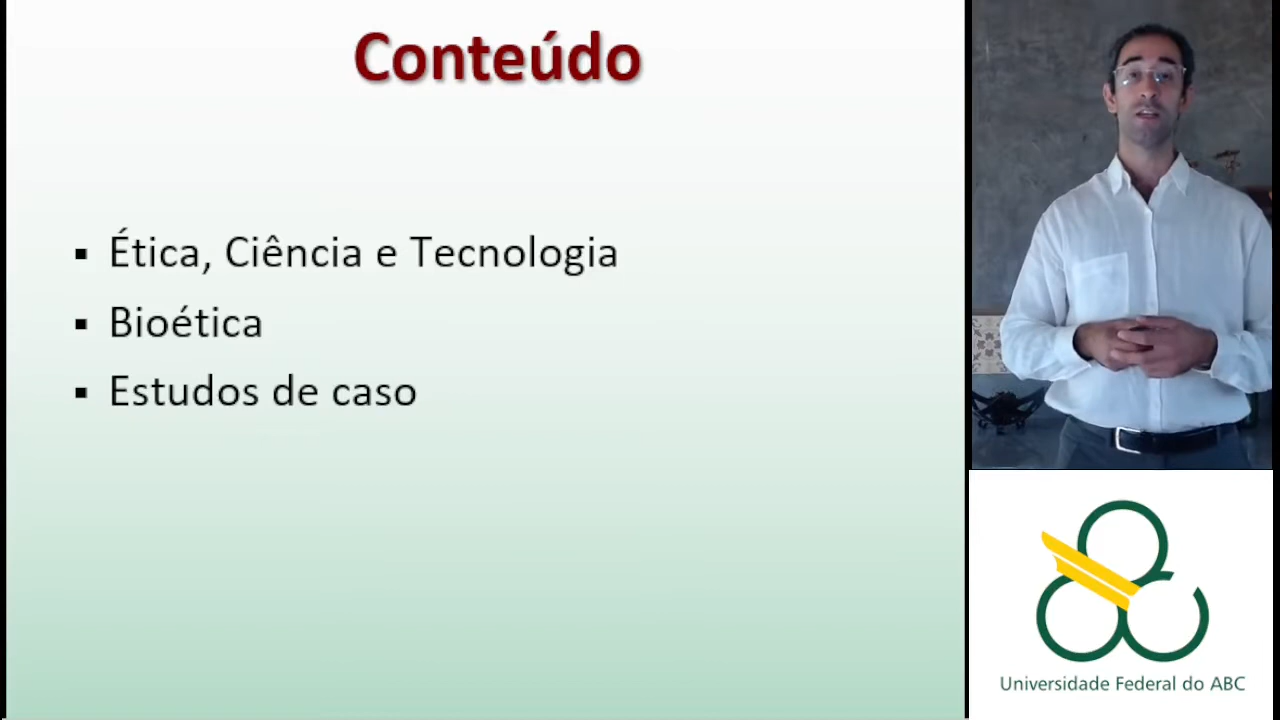 Conteúdo
▪ Ética, Ciência e Tecnologia
▪ Bioética
▪ Estudos de caso
Universidade Federal do ABC